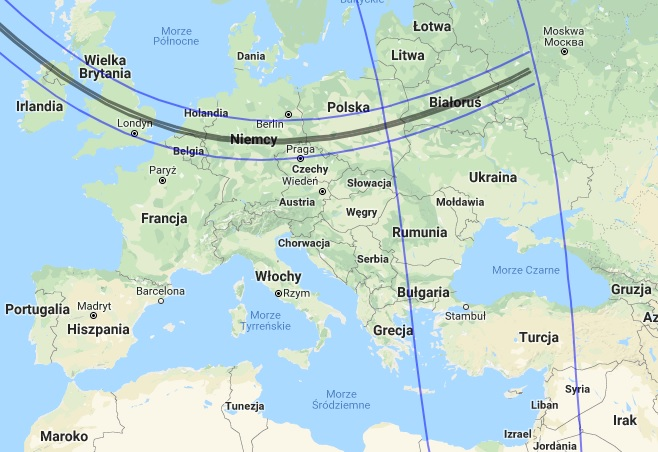 Bałtyckie
Łotwa
Morze
Północne
Moskwa
Москва
Dania
Litwa
Wielka
Brytania
Irlandia
Holandia
Polska
Białoruś
Londyn
Berlin
Niemcy
Belgia
Praga
Paryż
Czechy
Wiedeń
Słowacja
Ukraina
Austria
Węgry
Mołdawia
Francja
Rumunia
Chorwacja
Serbia
Morze Czarne
Włochy
Gruzja
Barcelona
Bułgaria
Portugalia
Madryt
Rzym
Stambuł
Az
Hiszpania
Morze
Tyrreńskie
Grecja
Turcja
Syria
Morze
Śródziemne
Tunezja
Liban
Irak
Maroko
Izrael
Jordania